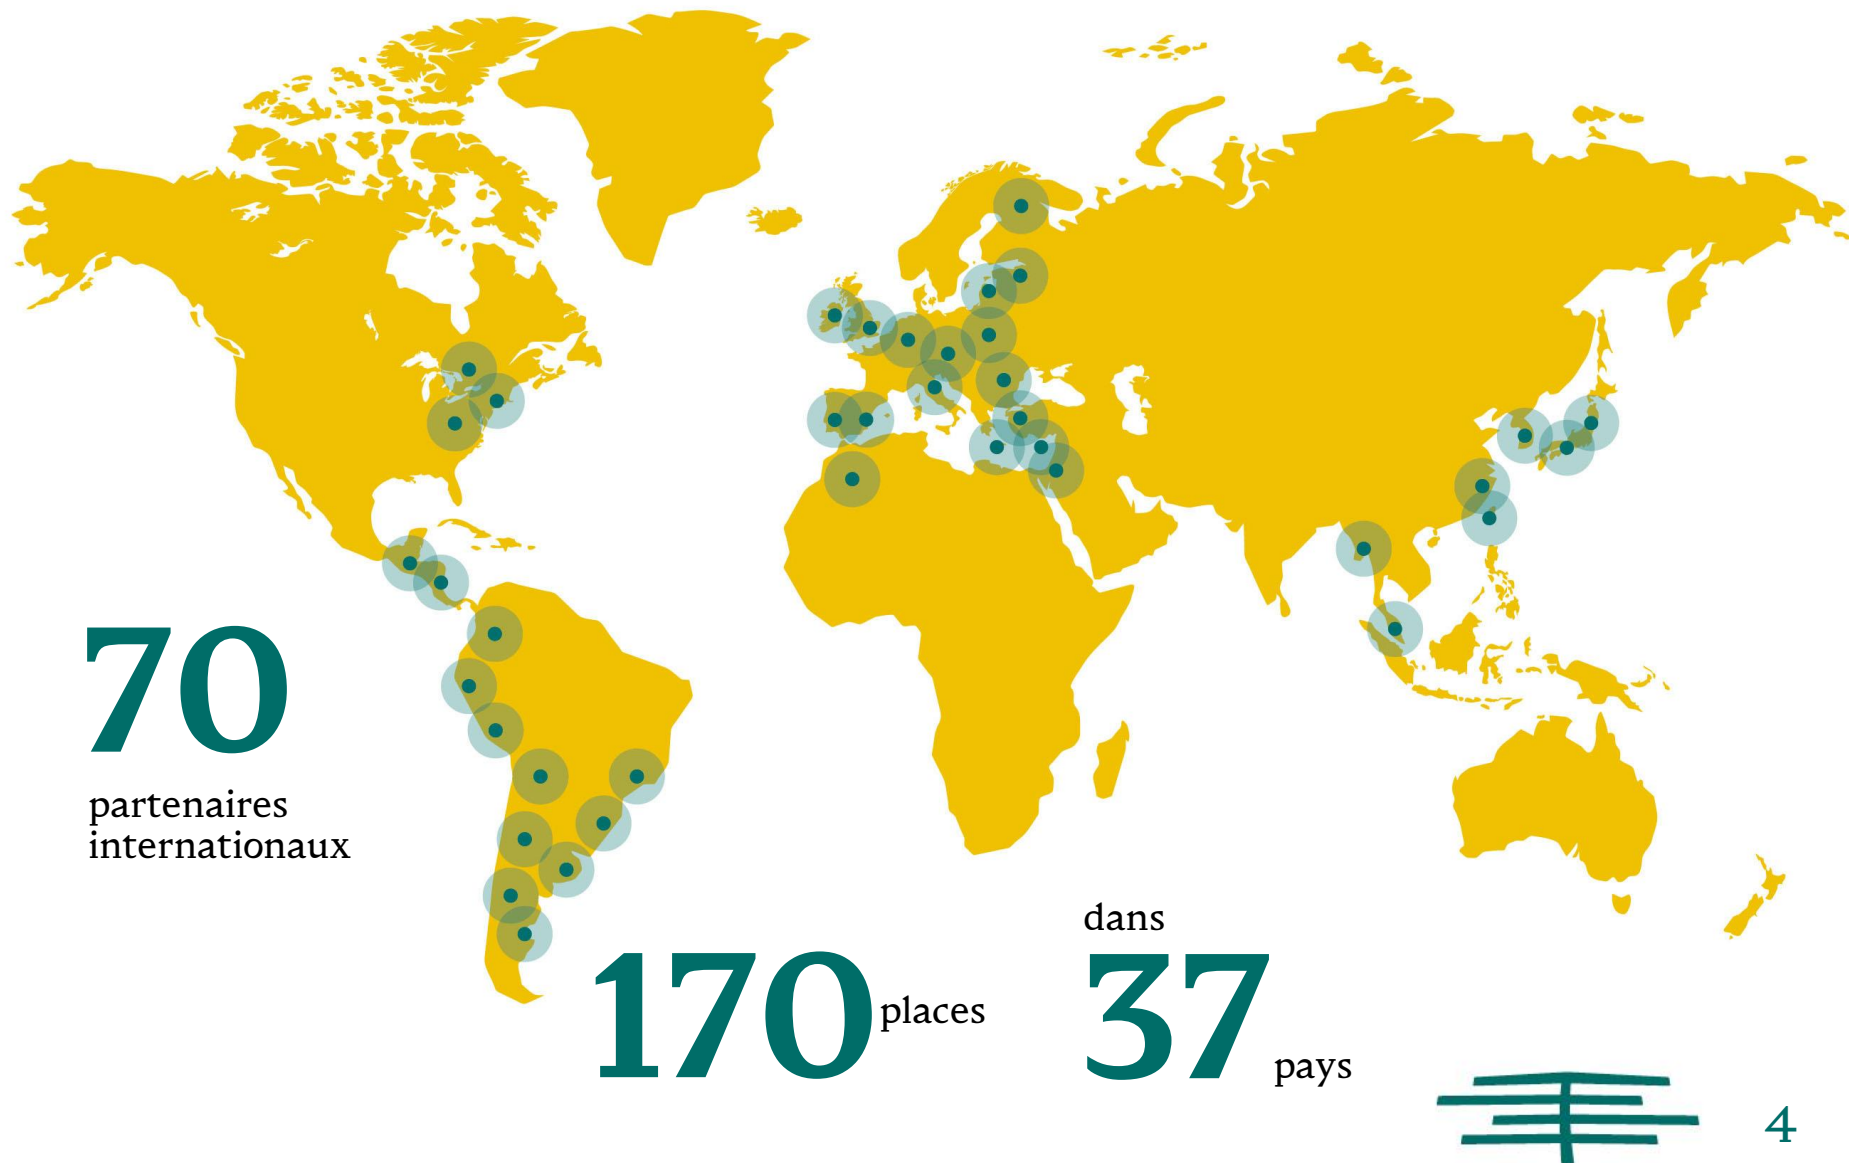 70
partenaires
internationaux
170 places
dans
37 pays
4